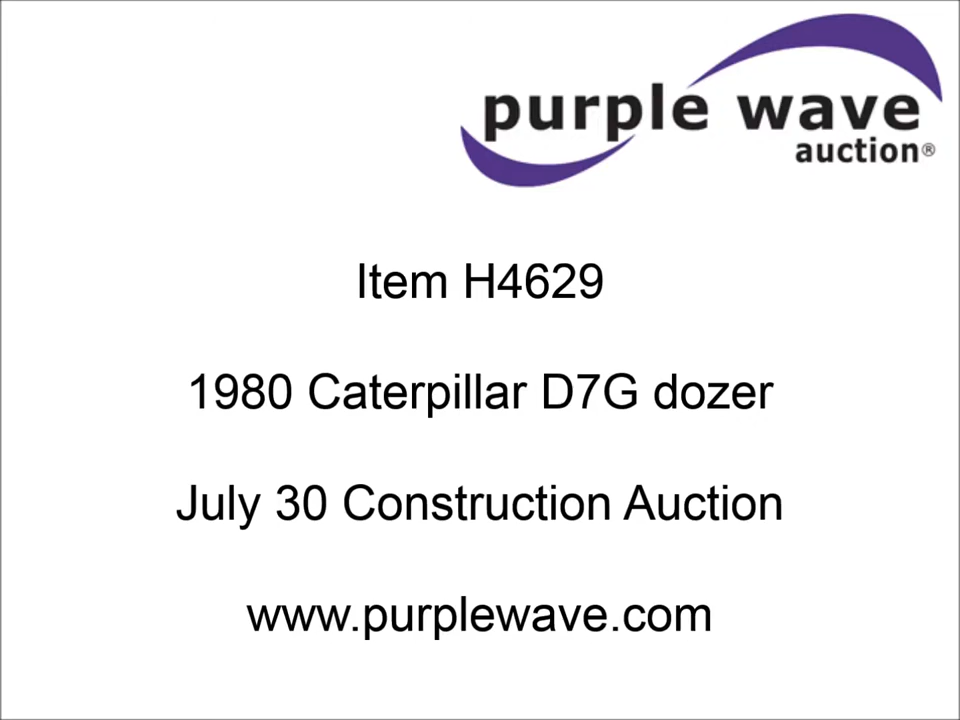 purple wave
auction®
Item H4629
1980 Caterpillar D7G dozer
July 30 Construction Auction
www.purplewave.com